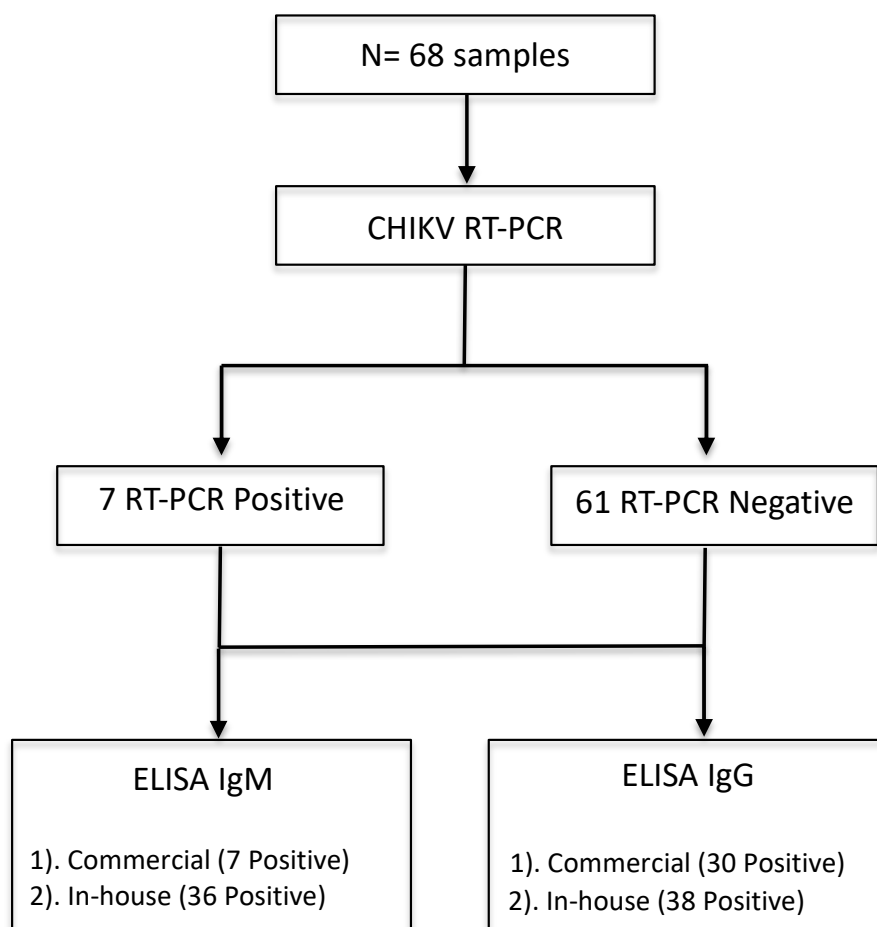 N= 68 samples
CHIKV RT-PCR
7 RT-PCR Positive
61 RT-PCR Negative
ELISA IgM
1). Commercial (7 Positive)
2). In-house (36 Positive)
ELISA IgG
1). Commercial (30 Positive)
2). In-house (38 Positive)